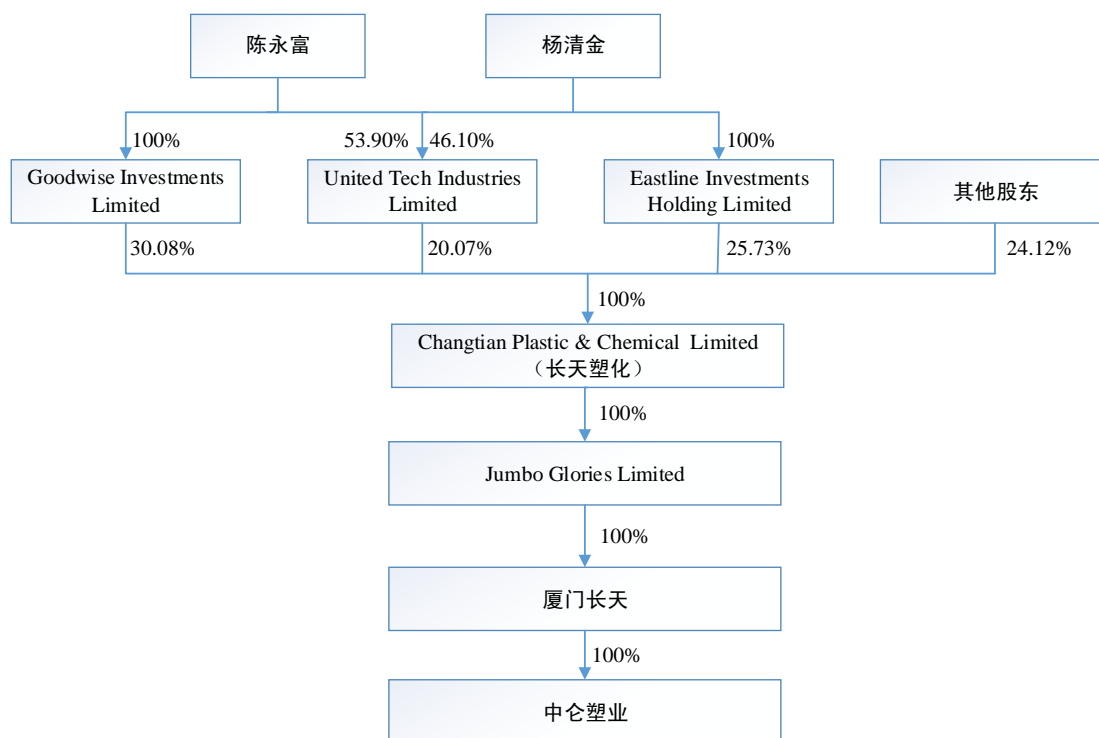 陈永富
杨清金
100%
53.90%
46.10%
100%
Goodwise Investments
Limited
United Tech Industries
Limited
Eastline Investments
Holding Limited
其他股东
30.08%
20.07%
25.73%
24.12%
100%
Changtian Plastic & Chemical Limited
（长天塑化）
100%
Jumbo Glories Limited
100%
厦门长天
100%
中仑塑业